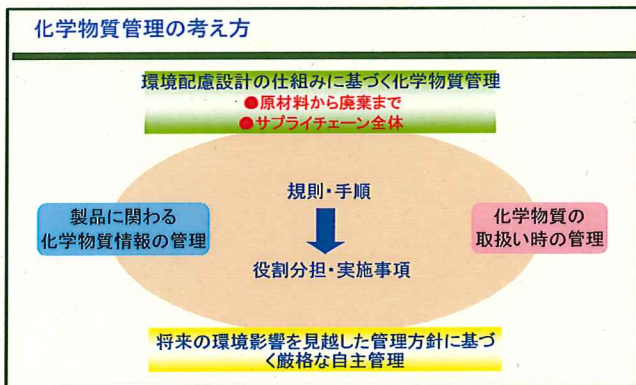 化学物質管理の考え方
環境配慮設計の仕組みに基づく化学物質管理
●原材料から廃棄まで
●サプライチェーン全体
規則・手順
製品に関わる
化学物質情報の管理
化学物質の
取扱い時の管理
役割分担・実施事項
将来の環境影響を見越した管理方針に基づ
く厳格な自主管理